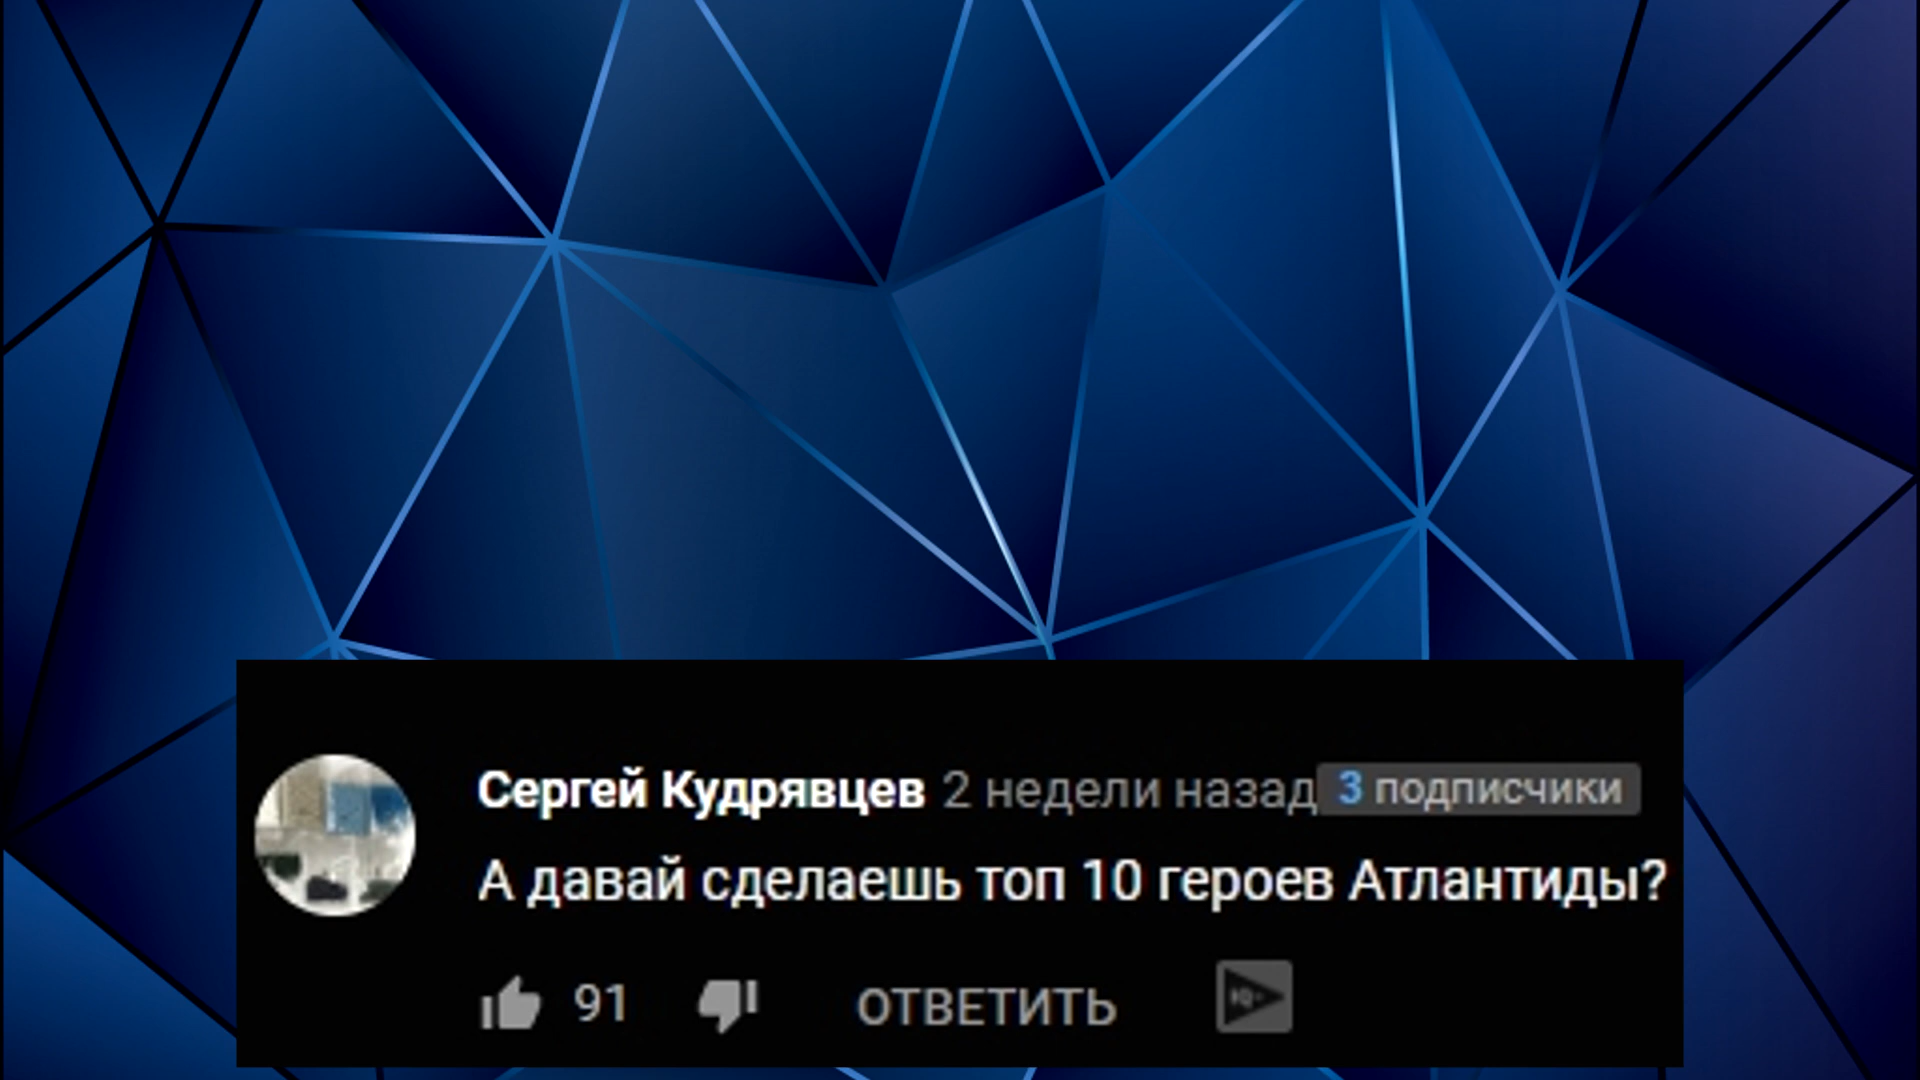 Сергей Кудрявцев 2 недели назад 3 подписчики
А давай сделаешь топ 10 героев Атлантиды?
91 ОТВЕТИТЬ